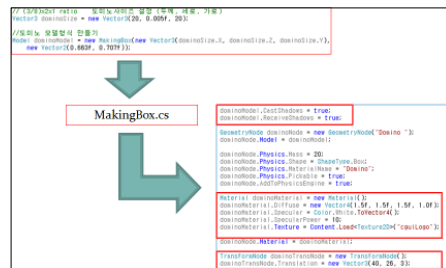 // (3/8)x2x1 ratio 도미노사이즈 설정 (두께, 세로, 가로)
Vector3 dominoSize = new Vector3(20, 0.005f, 20);
//도미노 모델형식 만들기
Model dominoModel = new MakingBox(new Vector3(dominoSize.X, dominoSize.Z, dominoSize.Y),
new Vector2(0.663f, 0.707f));
MakingBox.cs
dominoModel.CastShadows = true;
dominoModel.ReceiveShadows = true;
GeometryNode dominoNode = new GeometryNode("Domino ");
dominoNode.Model = dominoModel;
dominoNode.Physics.Mass = 20;
dominoNode.Physics.Shape = ShapeType.Box;
dominoNode.Physics.MaterialName = "Domino";
dominoNode.Physics.Pickable = true;
dominoNode.AddToPhysicsEngine = true;
Material dominoMaterial = new Material();
dominoMaterial.Diffuse = new Vector4(1.5f, 1.5f, 1.5f, 1.0f);
dominoMaterial.Specular = Color.White.ToVector4();
dominoMaterial.SpecularPower = 10;
dominoMaterial.Texture = Content.Load<Texture2D>("cguiLogo");
dominoNode.Material = dominoMaterial;
TransformNode dominoTransNode = new TransformNode();
dominoTransNode.Translation = new Vector3(40, 26, 3);